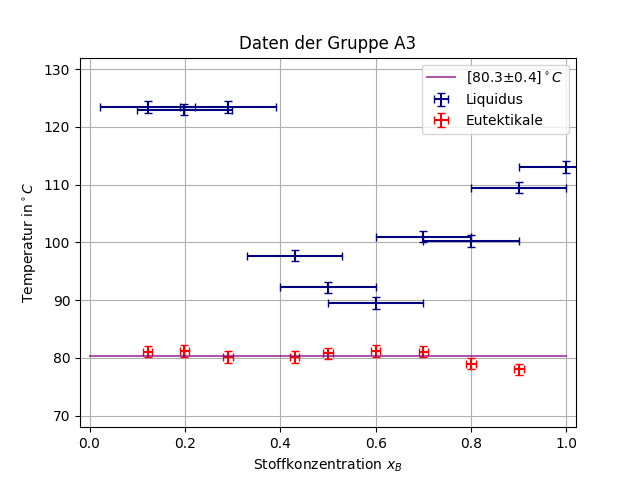 Daten der Gruppe A3
[80.3±0.4]°C
Liquidus
Eutektikale
Temperatur in°C
130
120
110
100
90
80
70
0.0 0.2 0.4 0.6 0.8 1.0
Stoffkonzentration x_B